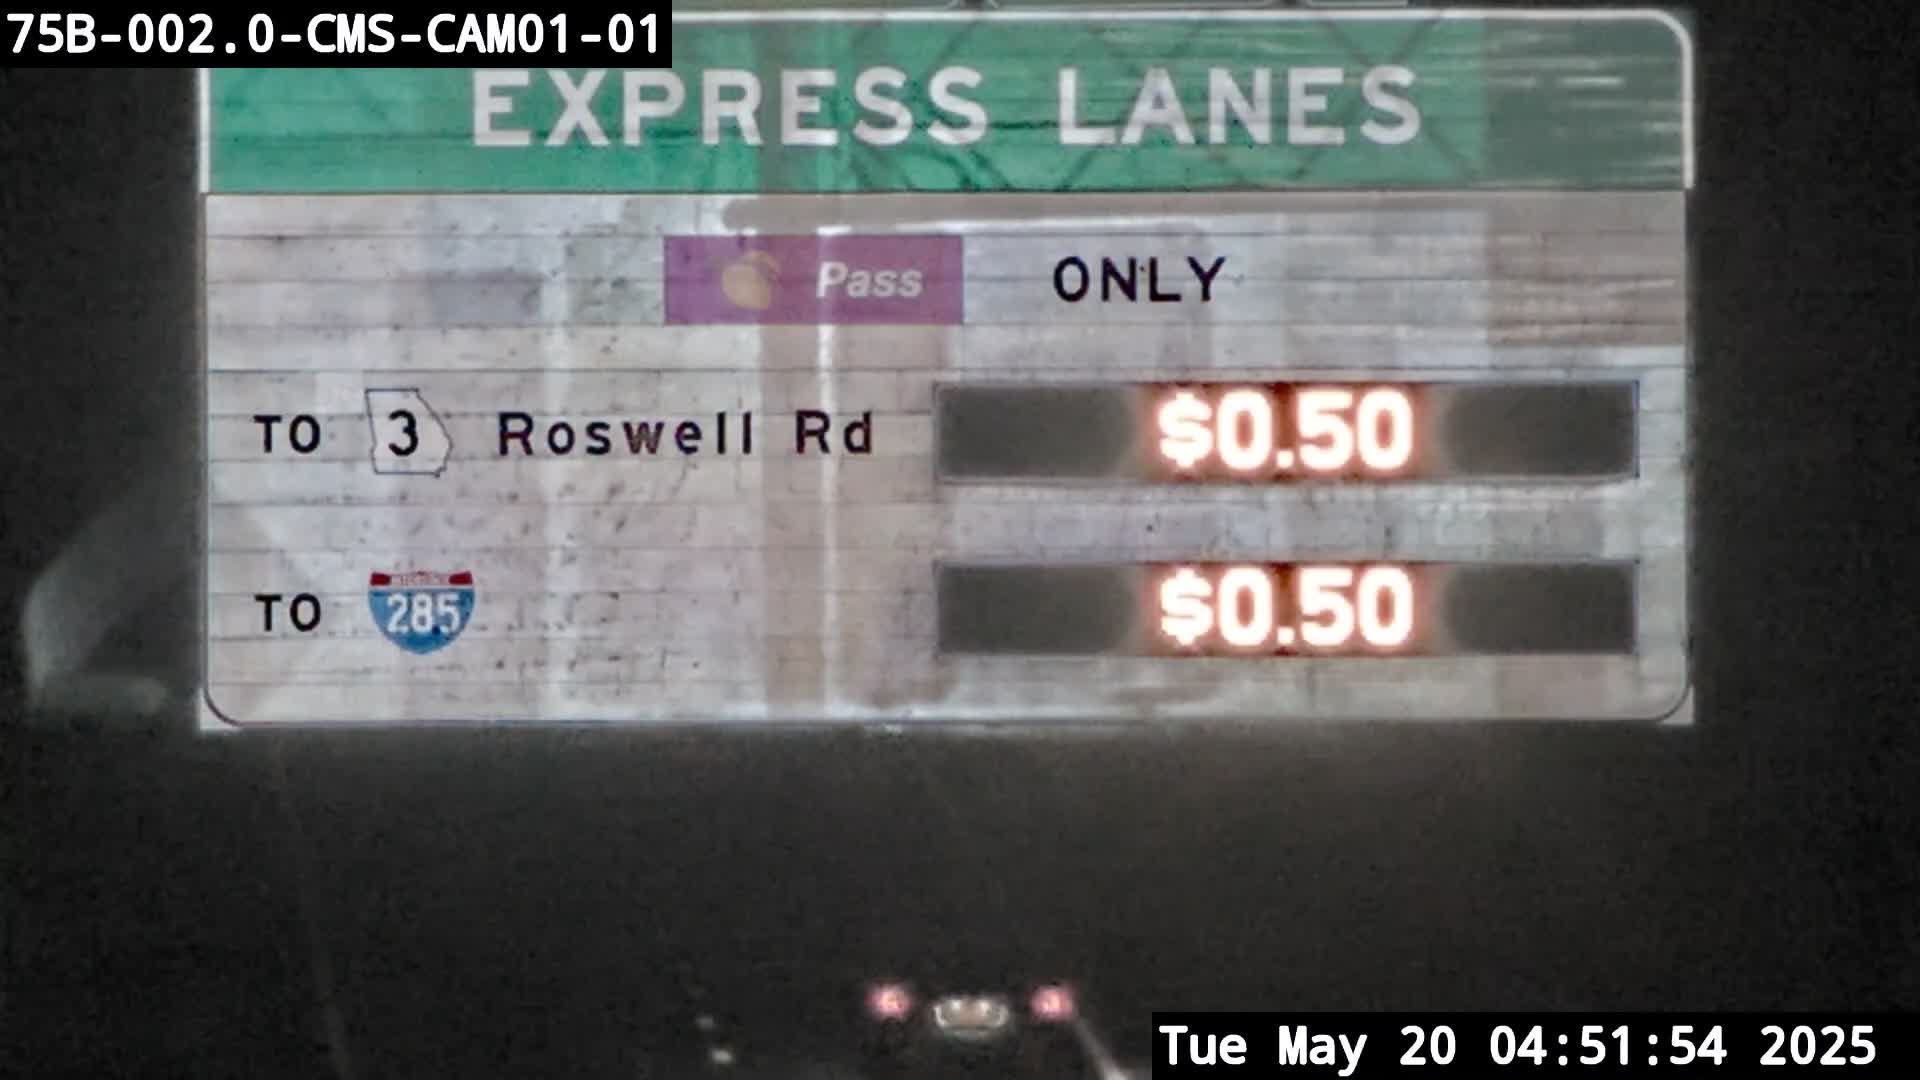 75B-002.0-CMS-CAM01-01
EXPRESS LANES
Pass ONLY
TO 3 Roswell Rd $0.50
TO 285 $0.50
Tue May 20 04:51:54 2025